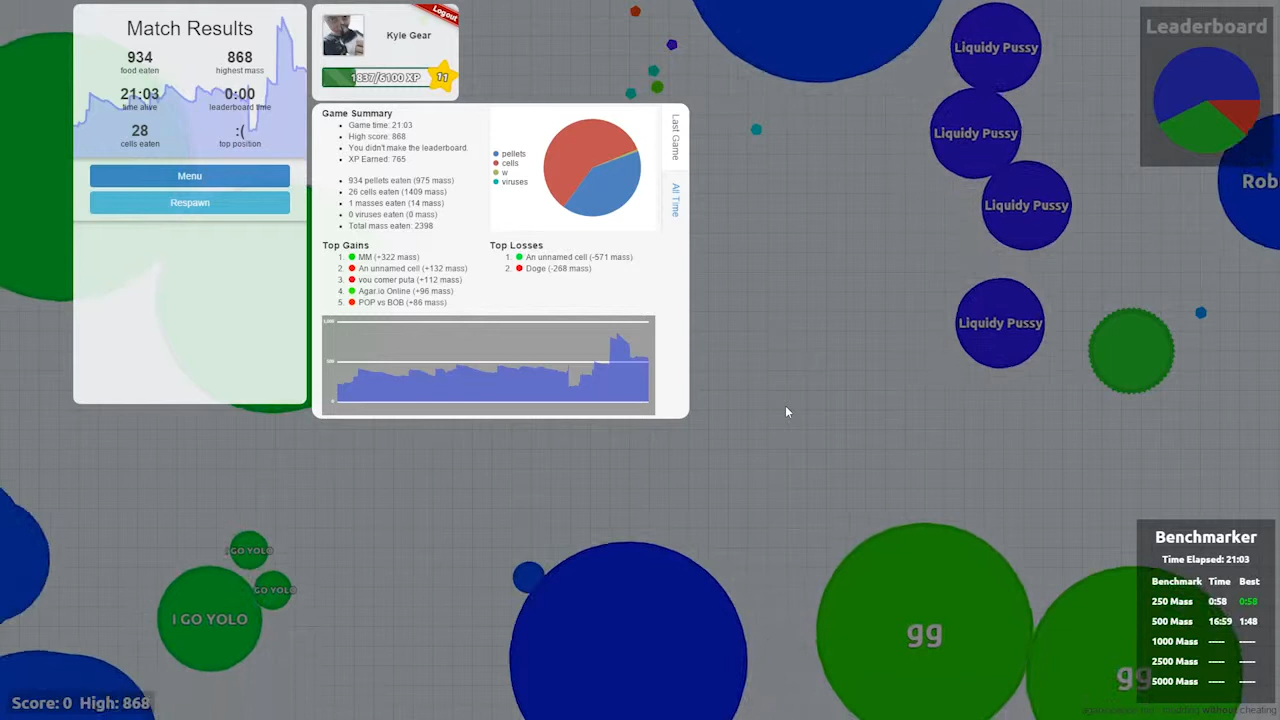 Match Results
934
food eaten
868
highest mass
21:03
time alive
0:00
leaderboard time
28
cells eaten
:(
top position
Menu
Respawn
Logout
Kyle Gear
1837/6100 XP
11
Game Summary
Game time: 21:03
High score: 868
You didn't make the leaderboard.
XP Earned: 765
934 pellets eaten (975 mass)
26 cells eaten (1409 mass)
1 masses eaten (14 mass)
0 viruses eaten (0 mass)
Total mass eaten: 2398
pellets
cells
w
viruses
Last Game
All Time
Top Gains
1. MM (+322 mass)
2. An unnamed cell (+132 mass)
3. vou comer puta (+112 mass)
4. Agar.io Online (+96 mass)
5. POP vs BOB (+86 mass)
Top Losses
1. An unnamed cell (-571 mass)
2. Doge (-268 mass)
1,000
500
0
Liquidy Pussy
Liquidy Pussy
Liquidy Pussy
Liquidy Pussy
Leaderboard
Rob
I GO YOLO
GO YOLO
I GO YOLO
gg
gg
Benchmarker
Time Elapsed: 21:03
Benchmark Time Best
250 Mass 0:58 0:58
500 Mass 16:59 1:48
1000 Mass —— ——
2500 Mass —— ——
5000 Mass —— ——
Score: 0 High: 868
without cheating